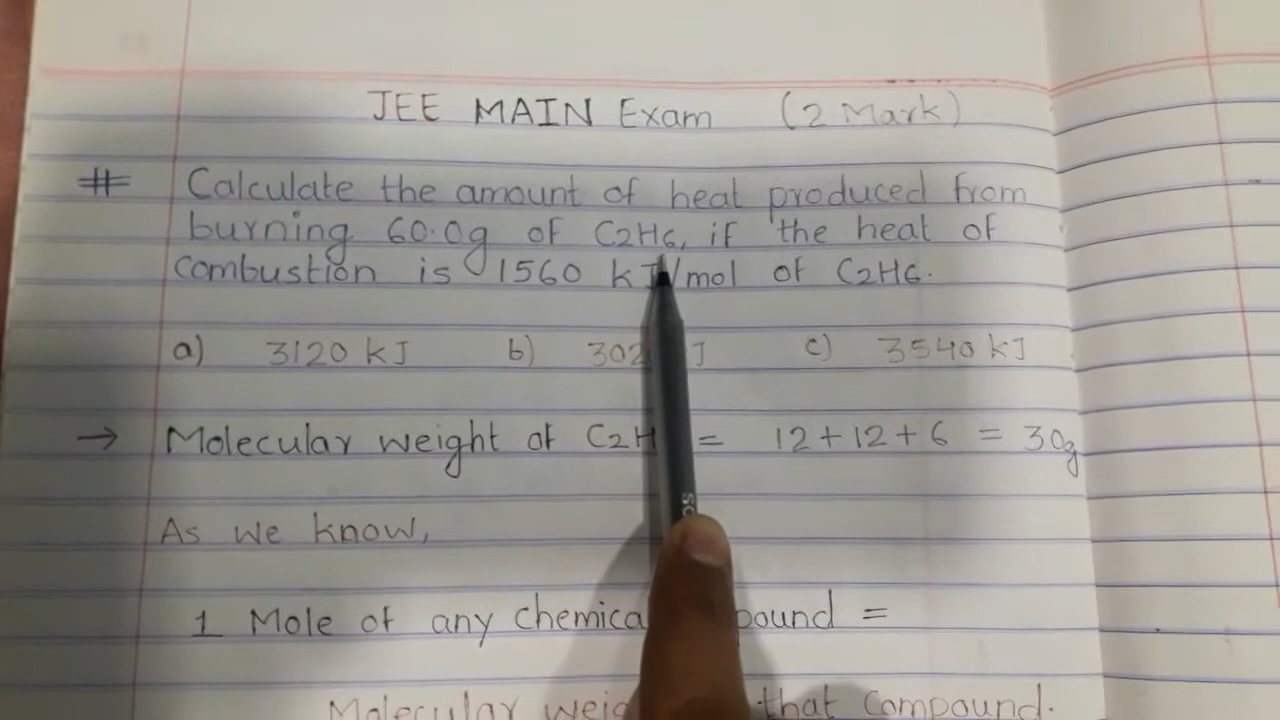 JEE MAIN Exam (2 Mark)
# Calculate the amount of heat produced from
burning 60.0g of C2H6, if the heat of
combustion is 1560 kJ/mol of C2H6.
a) 3120 kJ b) 302 J c) 3540 kJ
→ Molecular weight of C2H = 12+12+6 = 30g
As we know,
1 Mole of any chemica pound =
Molecular weig that compound.